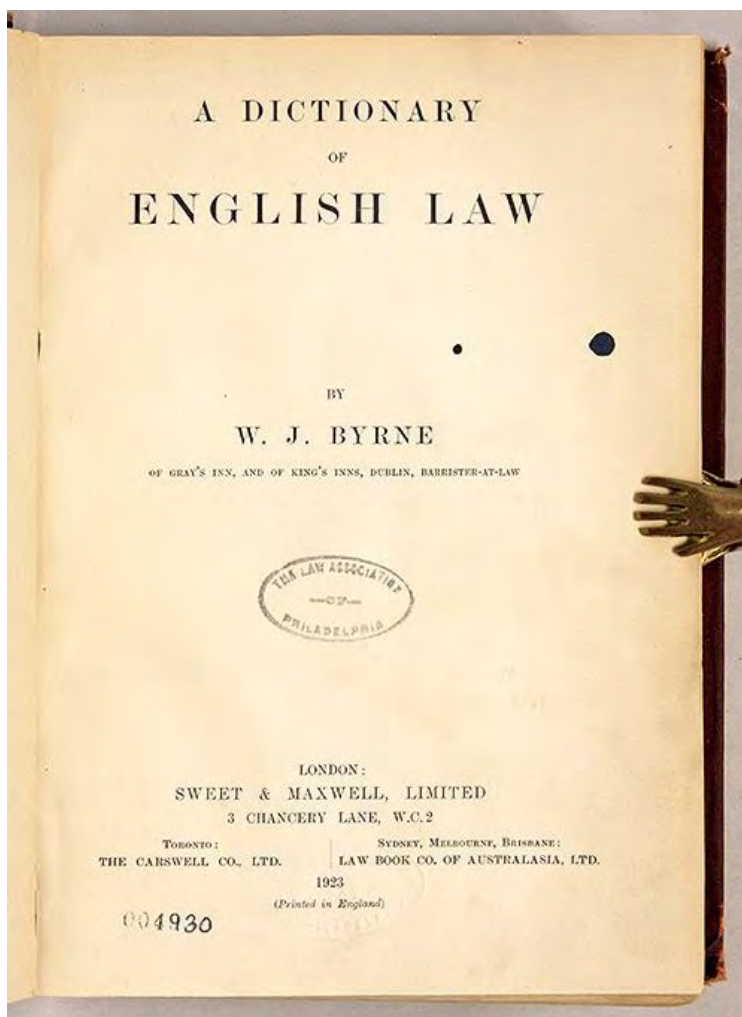 A DICTIONARY
OF
ENGLISH LAW
BY
W. J. BYRNE
OF GRAY'S INN, AND OF KING'S INNS, DUBLIN, BARRISTER-AT-LAW
THE LAW ASSOCIATION
—OF—
PHILADELPHIA
LONDON:
SWEET & MAXWELL, LIMITED
3 CHANCERY LANE, W.C. 2
TORONTO:
THE CARSWELL CO., LTD.
SYDNEY, MELBOURNE, BRISBANE:
LAW BOOK CO. OF AUSTRALASIA, LTD.
1923
(Printed in England)
004930